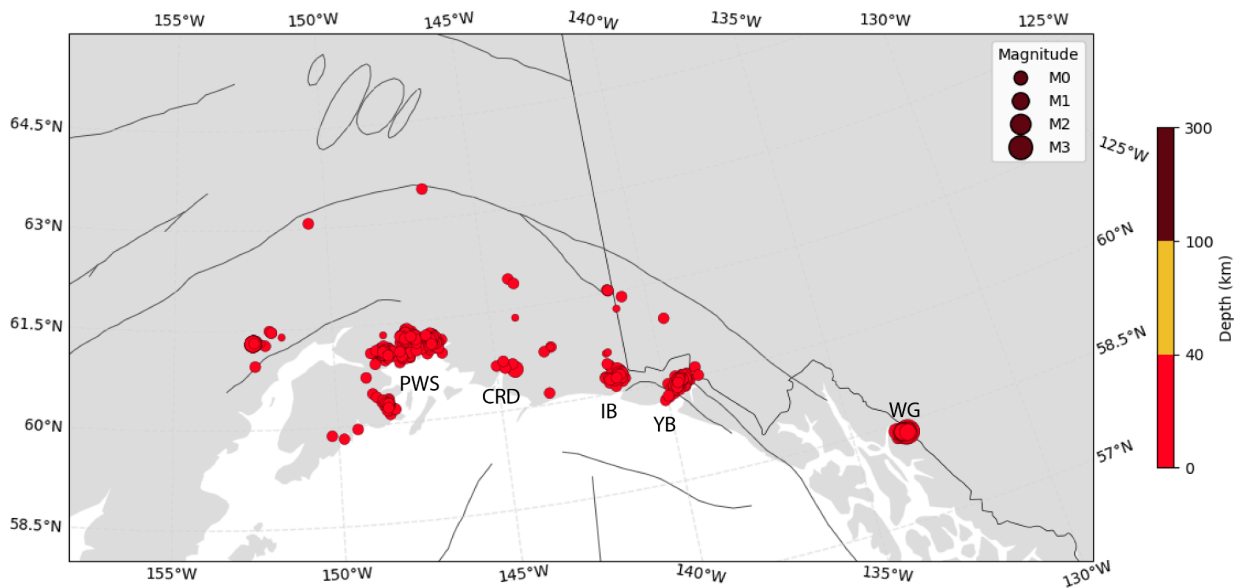 155°W 150°W 145°W 140°W 135°W 130°W 125°W
Magnitude
M0
M1
M2
M3
64.5°N
63°N
61.5°N
60°N
58.5°N
125°W
60°N
58.5°N
57°N
300
100
40
0
Depth (km)
PWS
CRD
IB
YB
WG
155°W 150°W 145°W 140°W 135°W 130°W